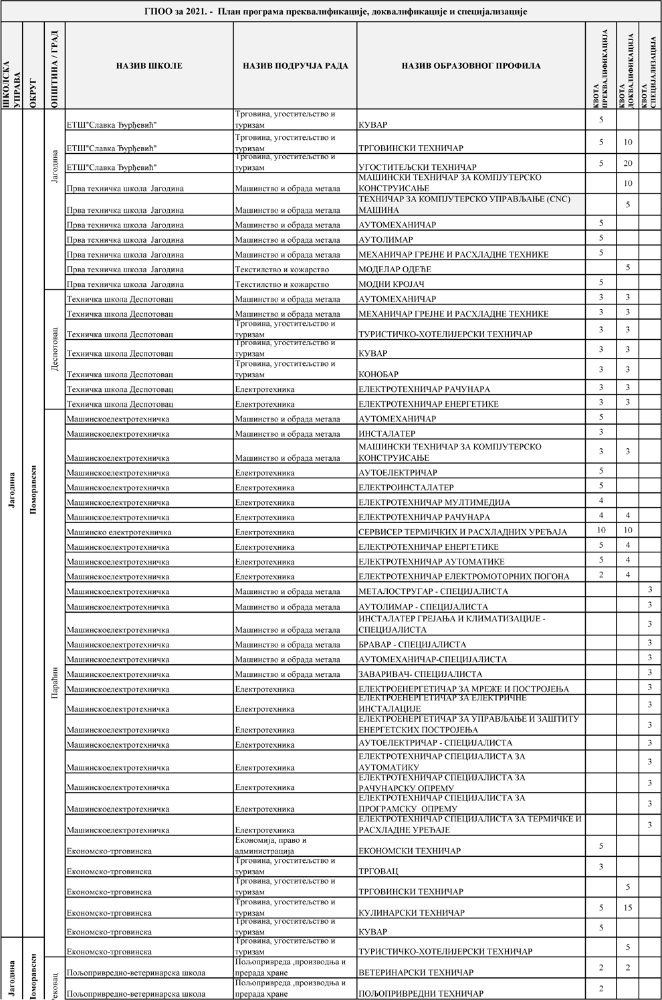 ГПОО за 2021. - План програма преквалификације, доквалификације и специјализације
ШКОЛСКА УПРАВА ОКРУГ ОПШТИНА / ГРАД НАЗИВ ШКОЛЕ НАЗИВ ПОДРУЧЈА РАДА НАЗИВ ОБРАЗОВНОГ ПРОФИЛА КВОТА ПРЕКВАЛИФИКАЦИЈА КВОТА ДОКВАЛИФИКАЦИЈА КВОТА СПЕЦИЈАЛИЗАЦИЈА
Јагодина
Поморавски
Јагодина
ЕТШ"Славка Ђурђевић" Трговина, угоститељство и туризам КУВАР 5
ЕТШ"Славка Ђурђевић" Трговина, угоститељство и туризам ТРГОВИНСКИ ТЕХНИЧАР 5 10
ЕТШ"Славка Ђурђевић" Трговина, угоститељство и туризам УГОСТИТЕЉСКИ ТЕХНИЧАР 5 20
Прва техничка школа Јагодина Машинство и обрада метала МАШИНСКИ ТЕХНИЧАР ЗА КОМПЈУТЕРСКО КОНСТРУИСАЊЕ 10
Прва техничка школа Јагодина Машинство и обрада метала ТЕХНИЧАР ЗА КОМПЈУТЕРСКО УПРАВЉАЊЕ (CNC) МАШИНА 5
Прва техничка школа Јагодина Машинство и обрада метала АУТОМЕХАНИЧАР 5
Прва техничка школа Јагодина Машинство и обрада метала АУТОЛИМАР 5
Прва техничка школа Јагодина Машинство и обрада метала МЕХАНИЧАР ГРЕЈНЕ И РАСХЛАДНЕ ТЕХНИКЕ 5
Прва техничка школа Јагодина Текстилство и кожарство МОДЕЛАР ОДЕЋЕ 5
Прва техничка школа Јагодина Текстилство и кожарство МОДНИ КРОЈАЧ 5
Деспотовац
Техничка школа Деспотовац Машинство и обрада метала АУТОМЕХАНИЧАР 3 3
Техничка школа Деспотовац Машинство и обрада метала МЕХАНИЧАР ГРЕЈНЕ И РАСХЛАДНЕ ТЕХНИКЕ 3 3
Техничка школа Деспотовац Трговина, угоститељство и туризам ТУРИСТИЧКО-ХОТЕЛИЈЕРСКИ ТЕХНИЧАР 3 3
Техничка школа Деспотовац Трговина, угоститељство и туризам КУВАР 3 3
Техничка школа Деспотовац Трговина, угоститељство и туризам КОНОБАР 3 3
Техничка школа Деспотовац Електротехника ЕЛЕКТРОТЕХНИЧАР РАЧУНАРА 3 3
Техничка школа Деспотовац Електротехника ЕЛЕКТРОТЕХНИЧАР ЕНЕРГЕТИКЕ 3 3
Параћин
Машинскоелектротехничка Машинство и обрада метала АУТОМЕХАНИЧАР 5
Машинскоелектротехничка Машинство и обрада метала ИНСТАЛАТЕР 3
Машинскоелектротехничка Машинство и обрада метала МАШИНСКИ ТЕХНИЧАР ЗА КОМПЈУТЕРСКО КОНСТРУИСАЊЕ 3 3
Машинскоелектротехничка Електротехника АУТОЕЛЕКТРИЧАР 5
Машинскоелектротехничка Електротехника ЕЛЕКТРОИНСТАЛАТЕР 5
Машинскоелектротехничка Електротехника ЕЛЕКТРОТЕХНИЧАР МУЛТИМЕДИЈА 4
Машинскоелектротехничка Електротехника ЕЛЕКТРОТЕХНИЧАР РАЧУНАРА 4 4
Машинско електротехничка Електротехника СЕРВИСЕР ТЕРМИЧКИХ И РАСХЛАДНИХ УРЕЂАЈА 10 10
Машинскоелектротехничка Електротехника ЕЛЕКТРОТЕХНИЧАР ЕНЕРГЕТИКЕ 5 4
Машинскоелектротехничка Електротехника ЕЛЕКТРОТЕХНИЧАР АУТОМАТИКЕ 5 4
Машинскоелектротехничка Електротехника ЕЛЕКТРОТЕХНИЧАР ЕЛЕКТРОМОТОРНИХ ПОГОНА 2 4
Машинскоелектротехничка Машинство и обрада метала МЕТАЛОСТРУГАР - СПЕЦИЈАЛИСТА 3
Машинскоелектротехничка Машинство и обрада метала АУТОЛИМАР - СПЕЦИЈАЛИСТА 3
Машинскоелектротехничка Машинство и обрада метала ИНСТАЛАТЕР ГРЕЈАЊА И КЛИМАТИЗАЦИЈЕ - СПЕЦИЈАЛИСТА 3
Машинскоелектротехничка Машинство и обрада метала БРАВАР - СПЕЦИЈАЛИСТА 3
Машинскоелектротехничка Машинство и обрада метала АУТОМЕХАНИЧАР-СПЕЦИЈАЛИСТА 3
Машинскоелектротехничка Машинство и обрада метала ЗАВАРИВАЧ- СПЕЦИЈАЛИСТА 3
Машинскоелектротехничка Електротехника ЕЛЕКТРОЕНЕРГЕТИЧАР ЗА МРЕЖЕ И ПОСТРОЈЕЊА 3
Машинскоелектротехничка Електротехника ЕЛЕКТРОЕНЕРГЕТИЧАР ЗА ЕЛЕКТРИЧНЕ ИНСТАЛАЦИЈЕ 3
Машинскоелектротехничка Електротехника ЕЛЕКТРОЕНЕРГЕТИЧАР ЗА УПРАВЉАЊЕ И ЗАШТИТУ ЕНЕРГЕТСКИХ ПОСТРОЈЕЊА 3
Машинскоелектротехничка Електротехника АУТОЕЛЕКТРИЧАР - СПЕЦИЈАЛИСТА 3
Машинскоелектротехничка Електротехника ЕЛЕКТРОТЕХНИЧАР СПЕЦИЈАЛИСТА ЗА АУТОМАТИКУ 3
Машинскоелектротехничка Електротехника ЕЛЕКТРОТЕХНИЧАР СПЕЦИЈАЛИСТА ЗА РАЧУНАРСКУ ОПРЕМУ 3
Машинскоелектротехничка Електротехника ЕЛЕКТРОТЕХНИЧАР СПЕЦИЈАЛИСТА ЗА ПРОГРАМСКУ ОПРЕМУ 3
Машинскоелектротехничка Електротехника ЕЛЕКТРОТЕХНИЧАР СПЕЦИЈАЛИСТА ЗА ТЕРМИЧКЕ И РАСХЛАДНЕ УРЕЂАЈЕ 3
Економско-трговинска Економија, право и администрација ЕКОНОМСКИ ТЕХНИЧАР 5
Економско-трговинска Трговина, угоститељство и туризам ТРГОВАЦ 3
Економско-трговинска Трговина, угоститељство и туризам ТРГОВИНСКИ ТЕХНИЧАР 5
Економско-трговинска Трговина, угоститељство и туризам КУЛИНАРСКИ ТЕХНИЧАР 5 15
Економско-трговинска Трговина, угоститељство и туризам КУВАР 5
Јагодина
Поморавски
Економско-трговинска Трговина, угоститељство и туризам ТУРИСТИЧКО-ХОТЕЛИЈЕРСКИ ТЕХНИЧАР 5
Рековац
Пољопривредно-ветеринарска школа Пољопривреда ,производња и прерада хране ВЕТЕРИНАРСКИ ТЕХНИЧАР 2 2
Пољопривредно-ветеринарска школа Пољопривреда ,производња и прерада хране ПОЉОПРИВРЕДНИ ТЕХНИЧАР 2